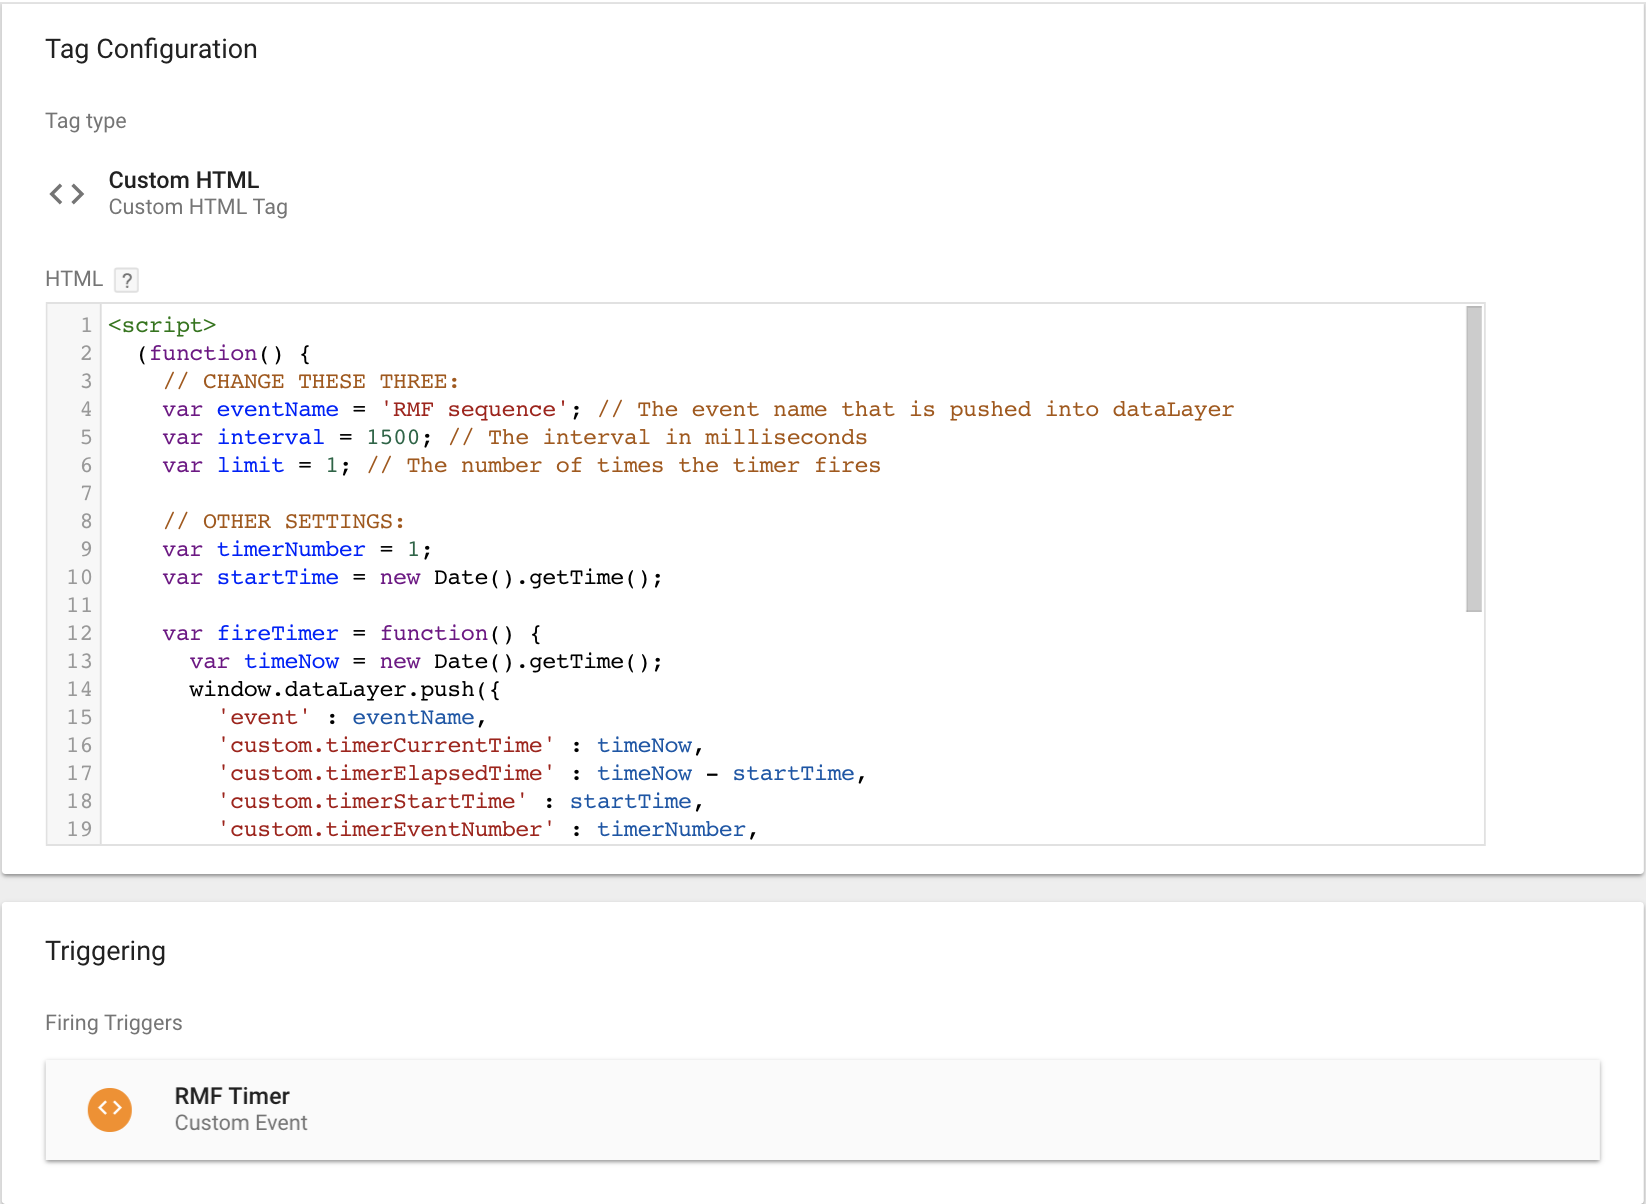 Tag Configuration
Tag type
Custom HTML
Custom HTML Tag
HTML ?
1 <script>
2 (function() {
3 // CHANGE THESE THREE:
4 var eventName = 'RMF sequence'; // The event name that is pushed into dataLayer
5 var interval = 1500; // The interval in milliseconds
6 var limit = 1; // The number of times the timer fires
7
8 // OTHER SETTINGS:
9 var timerNumber = 1;
10 var startTime = new Date().getTime();
11
12 var fireTimer = function() {
13 var timeNow = new Date().getTime();
14 window.dataLayer.push({
15 'event' : eventName,
16 'custom.timerCurrentTime' : timeNow,
17 'custom.timerElapsedTime' : timeNow - startTime,
18 'custom.timerStartTime' : startTime,
19 'custom.timerEventNumber' : timerNumber,
Triggering
Firing Triggers
RMF Timer
Custom Event